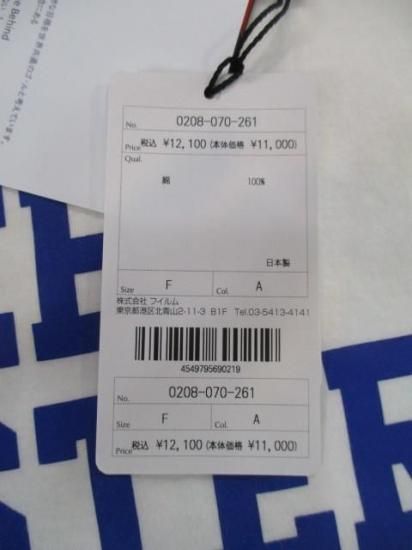 e Behind
No. 0208-070-261
Price 税込 ¥12,100 (本体価格 ¥11,000)
Qual.
綿 100%
日本製
Size F Col. A
株式会社 フイルム
東京都港区北青山2-11-3 B1F Tel.03-5413-4141
4549795690219
No. 0208-070-261
Size F Col. A
Price 税込 ¥12,100 (本体価格 ¥11,000)